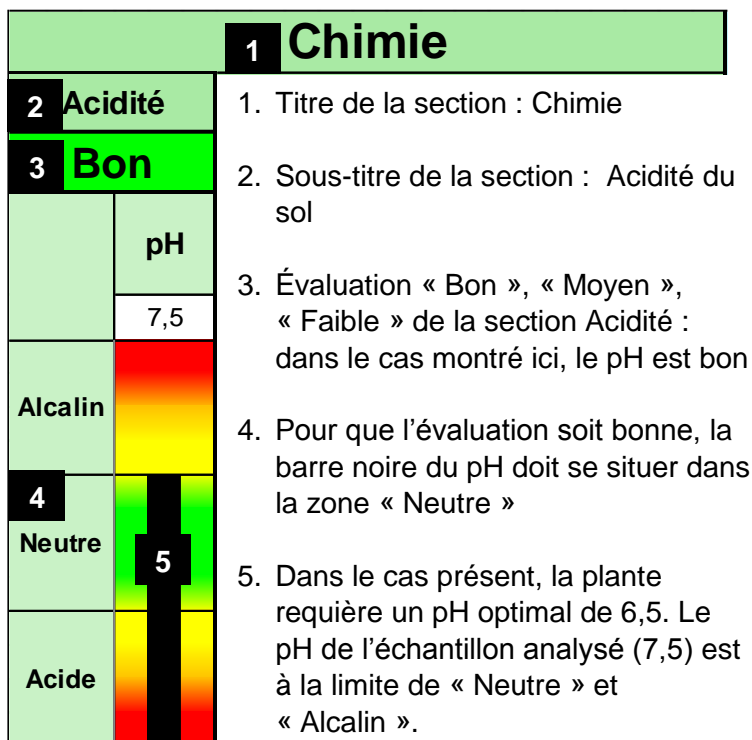 1 Chimie
2 Acidité
3 Bon
pH
7,5
Alcalin
4
Neutre
5
Acide
1. Titre de la section : Chimie
2. Sous-titre de la section : Acidité du
sol
3. Évaluation « Bon », « Moyen »,
« Faible » de la section Acidité :
dans le cas montré ici, le pH est bon
4. Pour que l’évaluation soit bonne, la
barre noire du pH doit se situer dans
la zone « Neutre »
5. Dans le cas présent, la plante
requière un pH optimal de 6,5. Le
pH de l’échantillon analysé (7,5) est
à la limite de « Neutre » et
« Alcalin ».